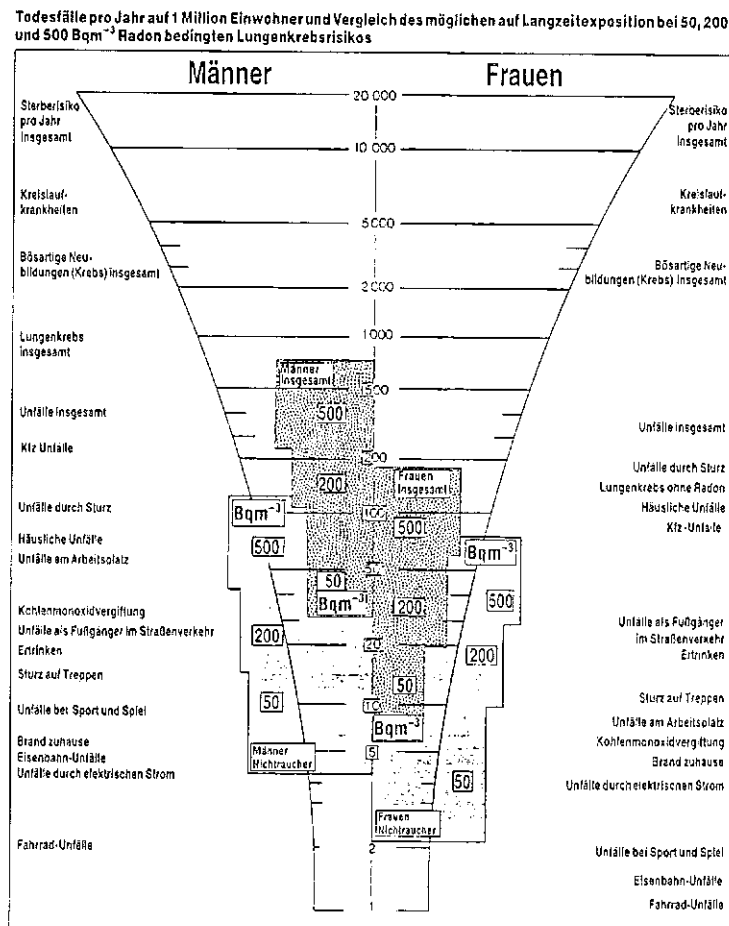 Todesfälle pro Jahr auf 1 Million Einwohner und Vergleich des möglichen auf Langzeitexposition bei 50, 200
und 500 Bqm⁻³ Radon bedingten Lungenkrebsrisikos
Männer
Frauen
Sterberisiko
pro Jahr
Insgesamt
Kreislauf-
krankheiten
Bösartige Neu-
bildungen (Krebs) insgesamt
Lungenkrebs
insgesamt
Unfälle insgesamt
Kfz Unfälle
Unfälle durch Sturz
Häusliche Unfälle
Unfälle am Arbeitsplatz
Kohlenmonoxidvergiftung
Unfälle als Fußgänger im Straßenverkehr
Ertrinken
Sturz auf Treppen
Unfälle bei Sport und Spiel
Brand zuhause
Eisenbahn-Unfälle
Unfälle durch elektrischen Strom
Fahrrad-Unfälle
20 000
10 000
5000
2 000
1000
500
200
100
50
20
10
5
2
1
Männer
Insgesamt
500
200
50
Bqm⁻³
Bqm⁻³
500
200
50
Männer
Nichtraucher
Frauen
Insgesamt
500
200
50
Bqm⁻³
Bqm⁻³
500
200
50
Frauen
Nichtraucher
Sterberisiko
pro Jahr
Insgesamt
Kreislauf-
krankheiten
Bösartige Neu-
bildungen (Krebs) Insgesamt
Unfälle insgesamt
Unfälle durch Sturz
Lungenkrebs ohne Radon
Häusliche Unfälle
Kfz-Unfälle
Unfälle als Fußgänger
im Straßenverkehr
Ertrinken
Sturz auf Treppen
Unfälle am Arbeitsplatz
Kohlenmonoxidvergiftung
Brand zuhause
Unfälle durch elektrischen Strom
Unfälle bei Sport und Spiel
Eisenbahn-Unfälle
Fahrrad-Unfälle